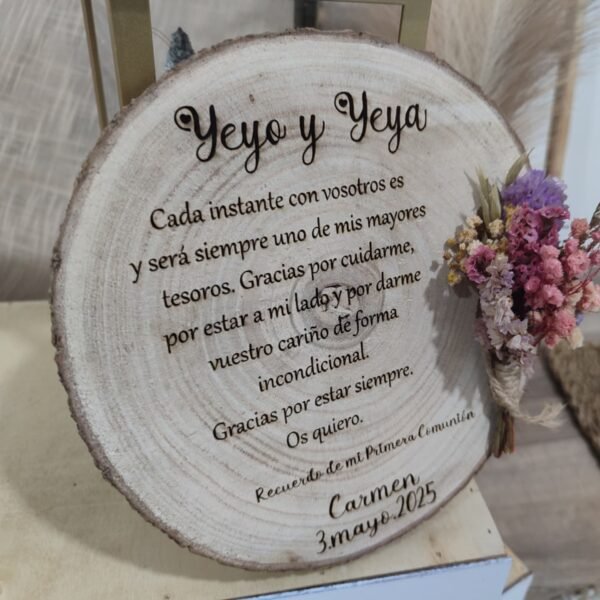 Yeyo y Yeya
Cada instante con vosotros es
y será siempre uno de mis mayores
tesoros. Gracias por cuidarme,
por estar a mi lado y por darme
vuestro cariño de forma
incondicional.
Gracias por estar siempre.
Os quiero.
Recuerdo de mi Primera Comunión
Carmen
3.mayo.2025